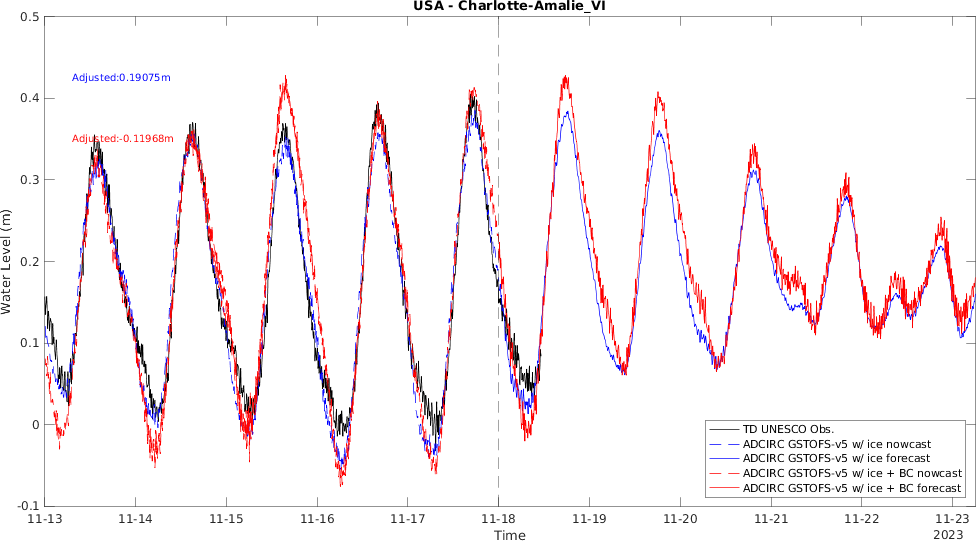 USA - Charlotte-Amalie_VI
0.5
0.4
0.3
0.2
0.1
0
-0.1
Water Level (m)
Adjusted:0.19075m
Adjusted:-0.11968m
TD UNESCO Obs.
ADCIRC GSTOFS-v5 w/ ice nowcast
ADCIRC GSTOFS-v5 w/ ice forecast
ADCIRC GSTOFS-v5 w/ ice + BC nowcast
ADCIRC GSTOFS-v5 w/ ice + BC forecast
11-13 11-14 11-15 11-16 11-17 11-18 11-19 11-20 11-21 11-22 11-23
Time
2023